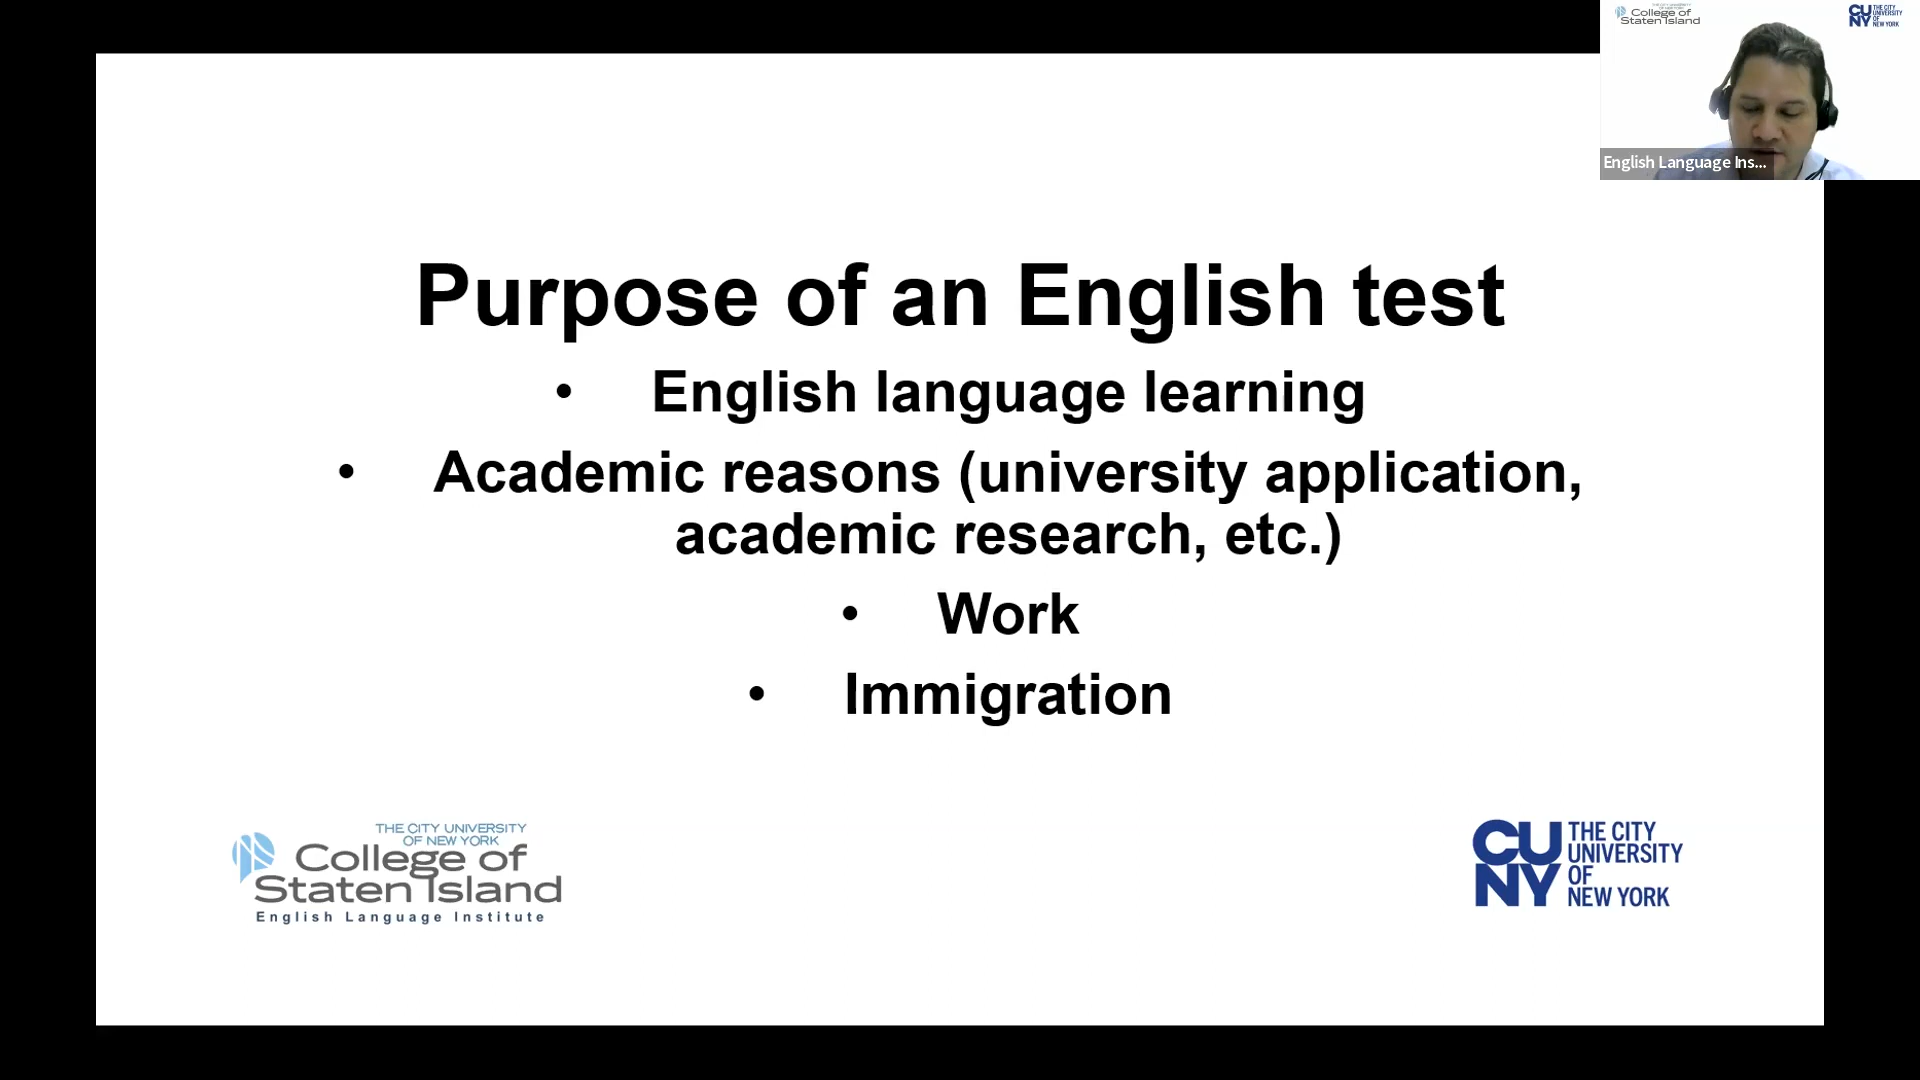 Purpose of an English test
• English language learning
• Academic reasons (university application,
academic research, etc.)
• Work
• Immigration
THE CITY UNIVERSITY
OF NEW YORK
College of
Staten Island
English Language Institute
CU
NY
THE CITY
UNIVERSITY
OF
NEW YORK
College of
Staten Island
CU
NY
THE CITY
UNIVERSITY
OF
NEW YORK
English Language Ins...